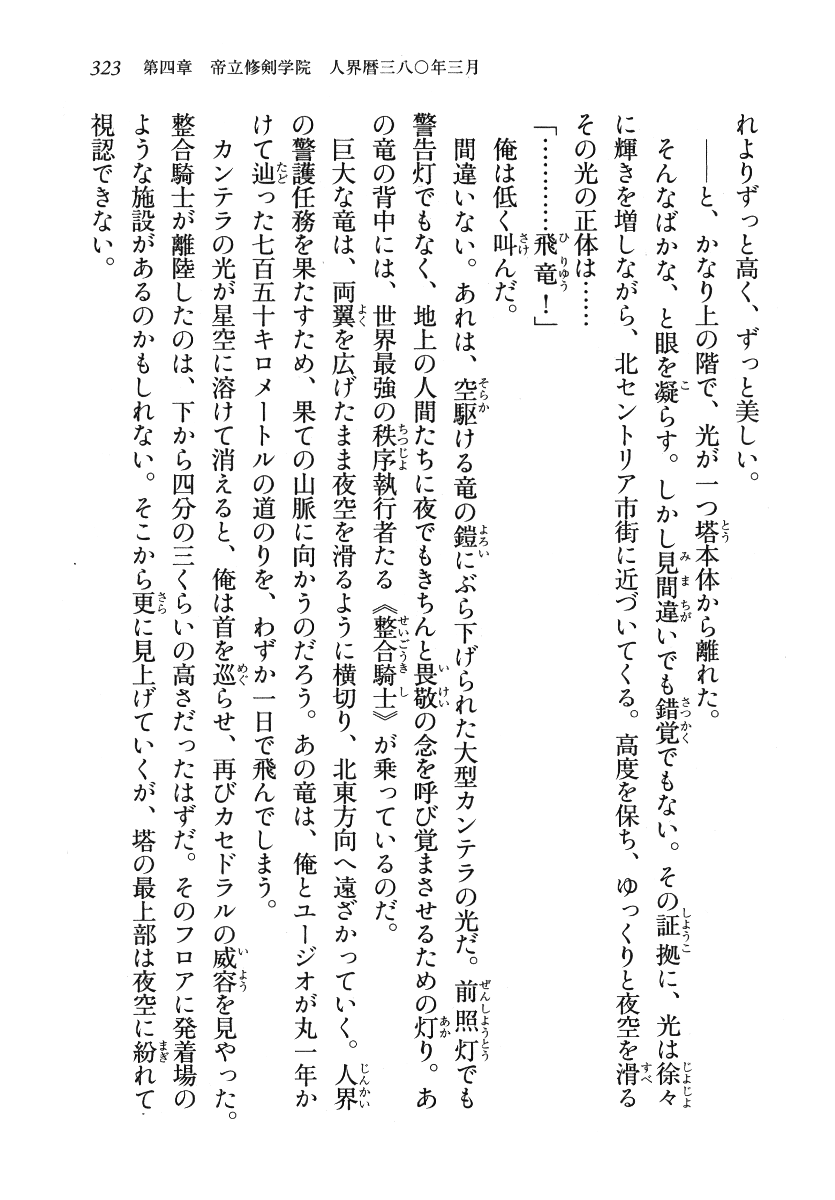 323　第四章　帝立修剣学院　人界暦三八〇年三月
れよりずっと高く、ずっと美しい。
　――と、かなり上の階で、光が一つ塔本体から離れた。
　そんなばかな、と眼を凝らす。しかし見間違いでも錯覚でもない。その証拠に、光は徐々
に輝きを増しながら、北セントリア市街に近づいてくる。高度を保ち、ゆっくりと夜空を滑る
その光の正体は……
「…………飛竜！」
　俺は低く叫んだ。
　間違いない。あれは、空駆ける竜の鎧にぶら下げられた大型カンテラの光だ。前照灯でも
警告灯でもなく、地上の人間たちに夜でもきちんと畏敬の念を呼び覚まさせるための灯り。あ
の竜の背中には、世界最強の秩序執行者たる《整合騎士》が乗っているのだ。
　巨大な竜は、両翼を広げたまま夜空を滑るように横切り、北東方向へ遠ざかっていく。人界
の警護任務を果たすため、果ての山脈に向かうのだろう。あの竜は、俺とユージオが丸一年か
けて辿った七百五十キロメートルの道のりを、わずか一日で飛んでしまう。
　カンテラの光が星空に溶けて消えると、俺は首を巡らせ、再びカセドラルの威容を見やった。
整合騎士が離陸したのは、下から四分の三くらいの高さだったはずだ。そのフロアに発着場の
ような施設があるのかもしれない。そこから更に見上げていくが、塔の最上部は夜空に紛れて
視認できない。